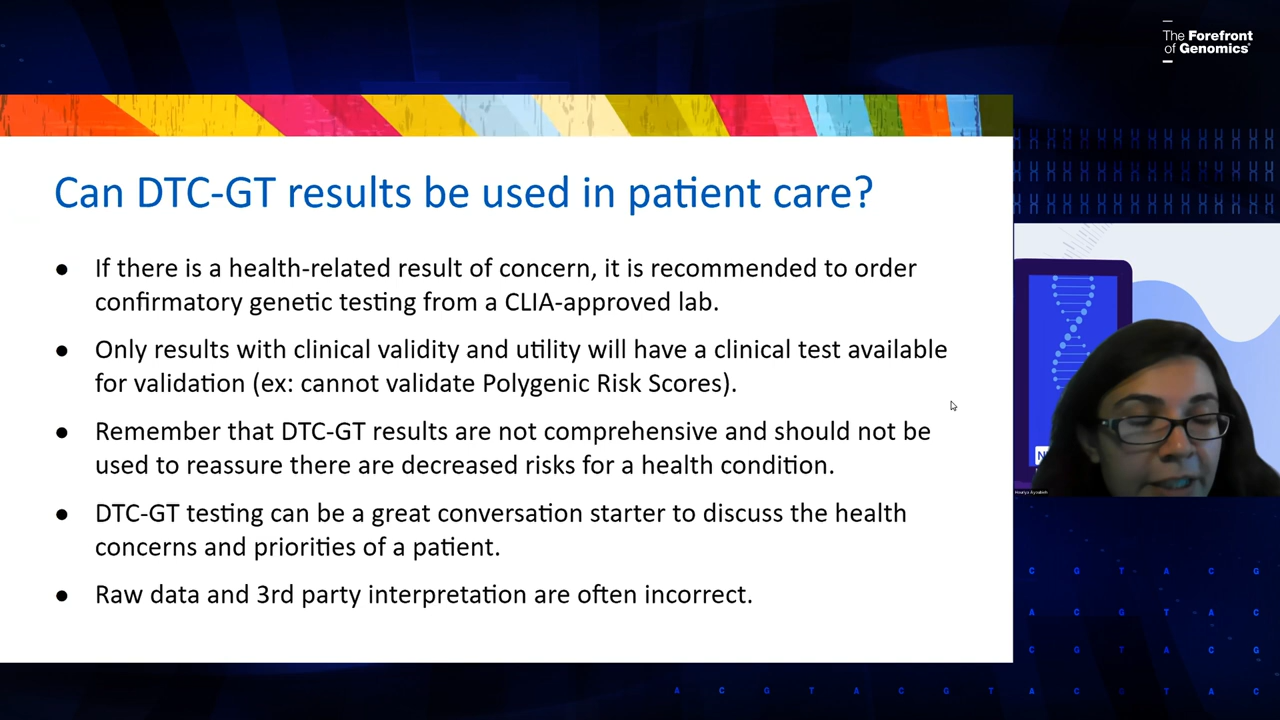 The Forefront
of Genomics®
Can DTC-GT results be used in patient care?
● If there is a health-related result of concern, it is recommended to order
confirmatory genetic testing from a CLIA-approved lab.
● Only results with clinical validity and utility will have a clinical test available
for validation (ex: cannot validate Polygenic Risk Scores).
● Remember that DTC-GT results are not comprehensive and should not be
used to reassure there are decreased risks for a health condition.
● DTC-GT testing can be a great conversation starter to discuss the health
concerns and priorities of a patient.
● Raw data and 3rd party interpretation are often incorrect.
N
C G T A C G
A C G T A C
C G T A C G
A C G T A C G T A C G T A C